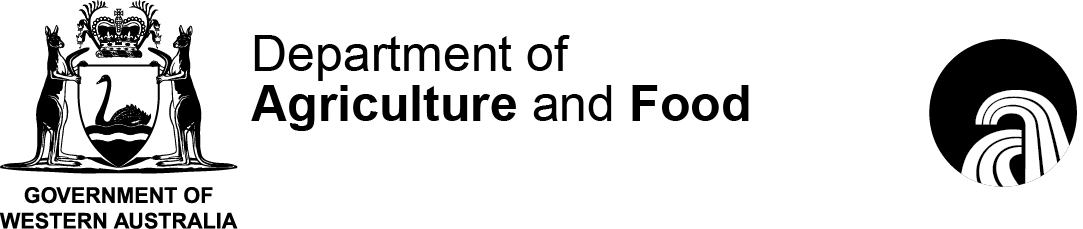 Department of
Agriculture and Food
GOVERNMENT OF
WESTERN AUSTRALIA